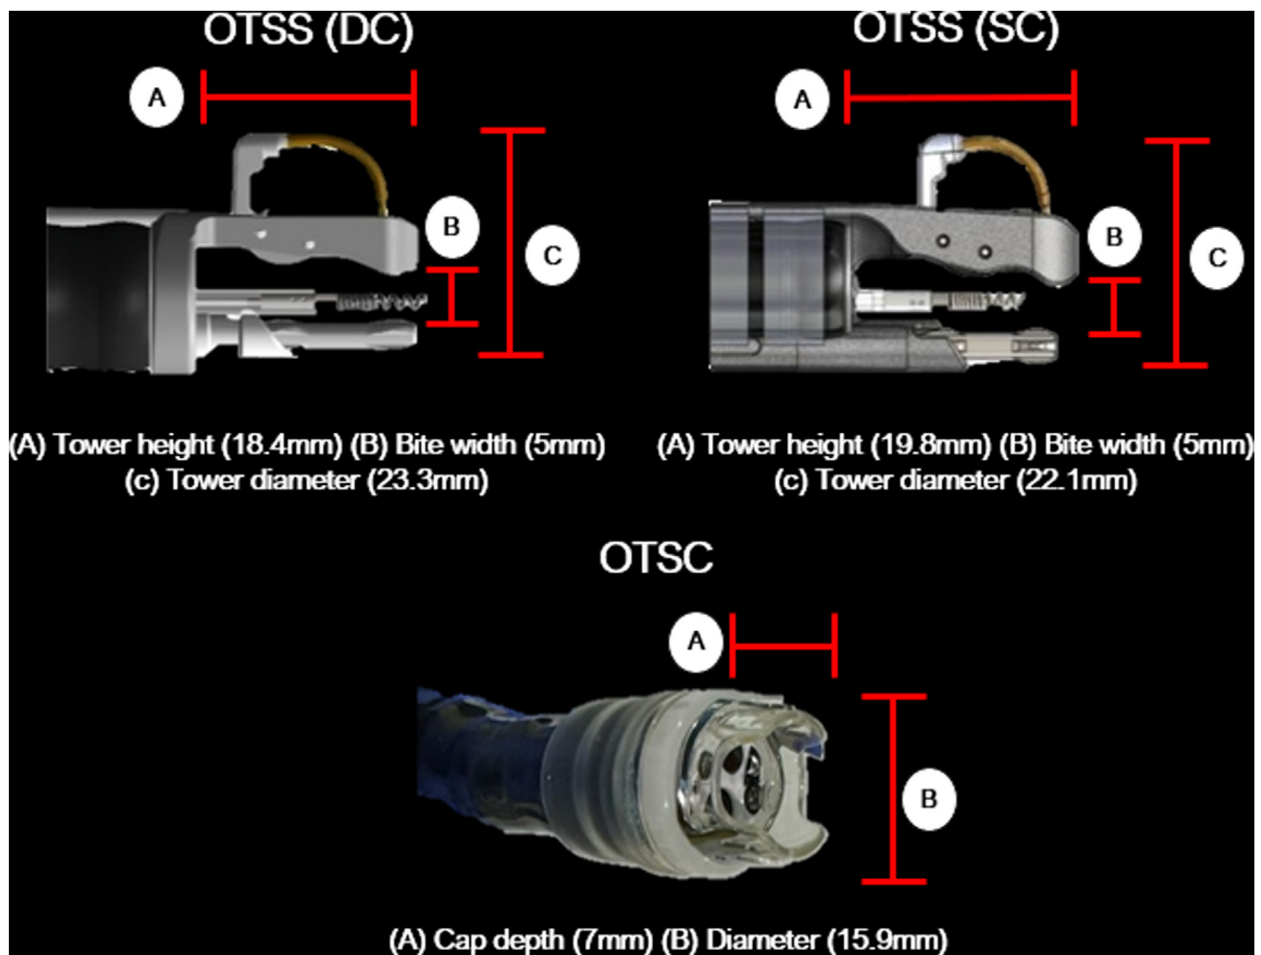 OTSS (DC)
A
B
C
(A) Tower height (18.4mm) (B) Bite width (5mm)
(c) Tower diameter (23.3mm)
OTSS (SC)
A
B
C
(A) Tower height (19.8mm) (B) Bite width (5mm)
(c) Tower diameter (22.1mm)
OTSC
A
B
(A) Cap depth (7mm) (B) Diameter (15.9mm)